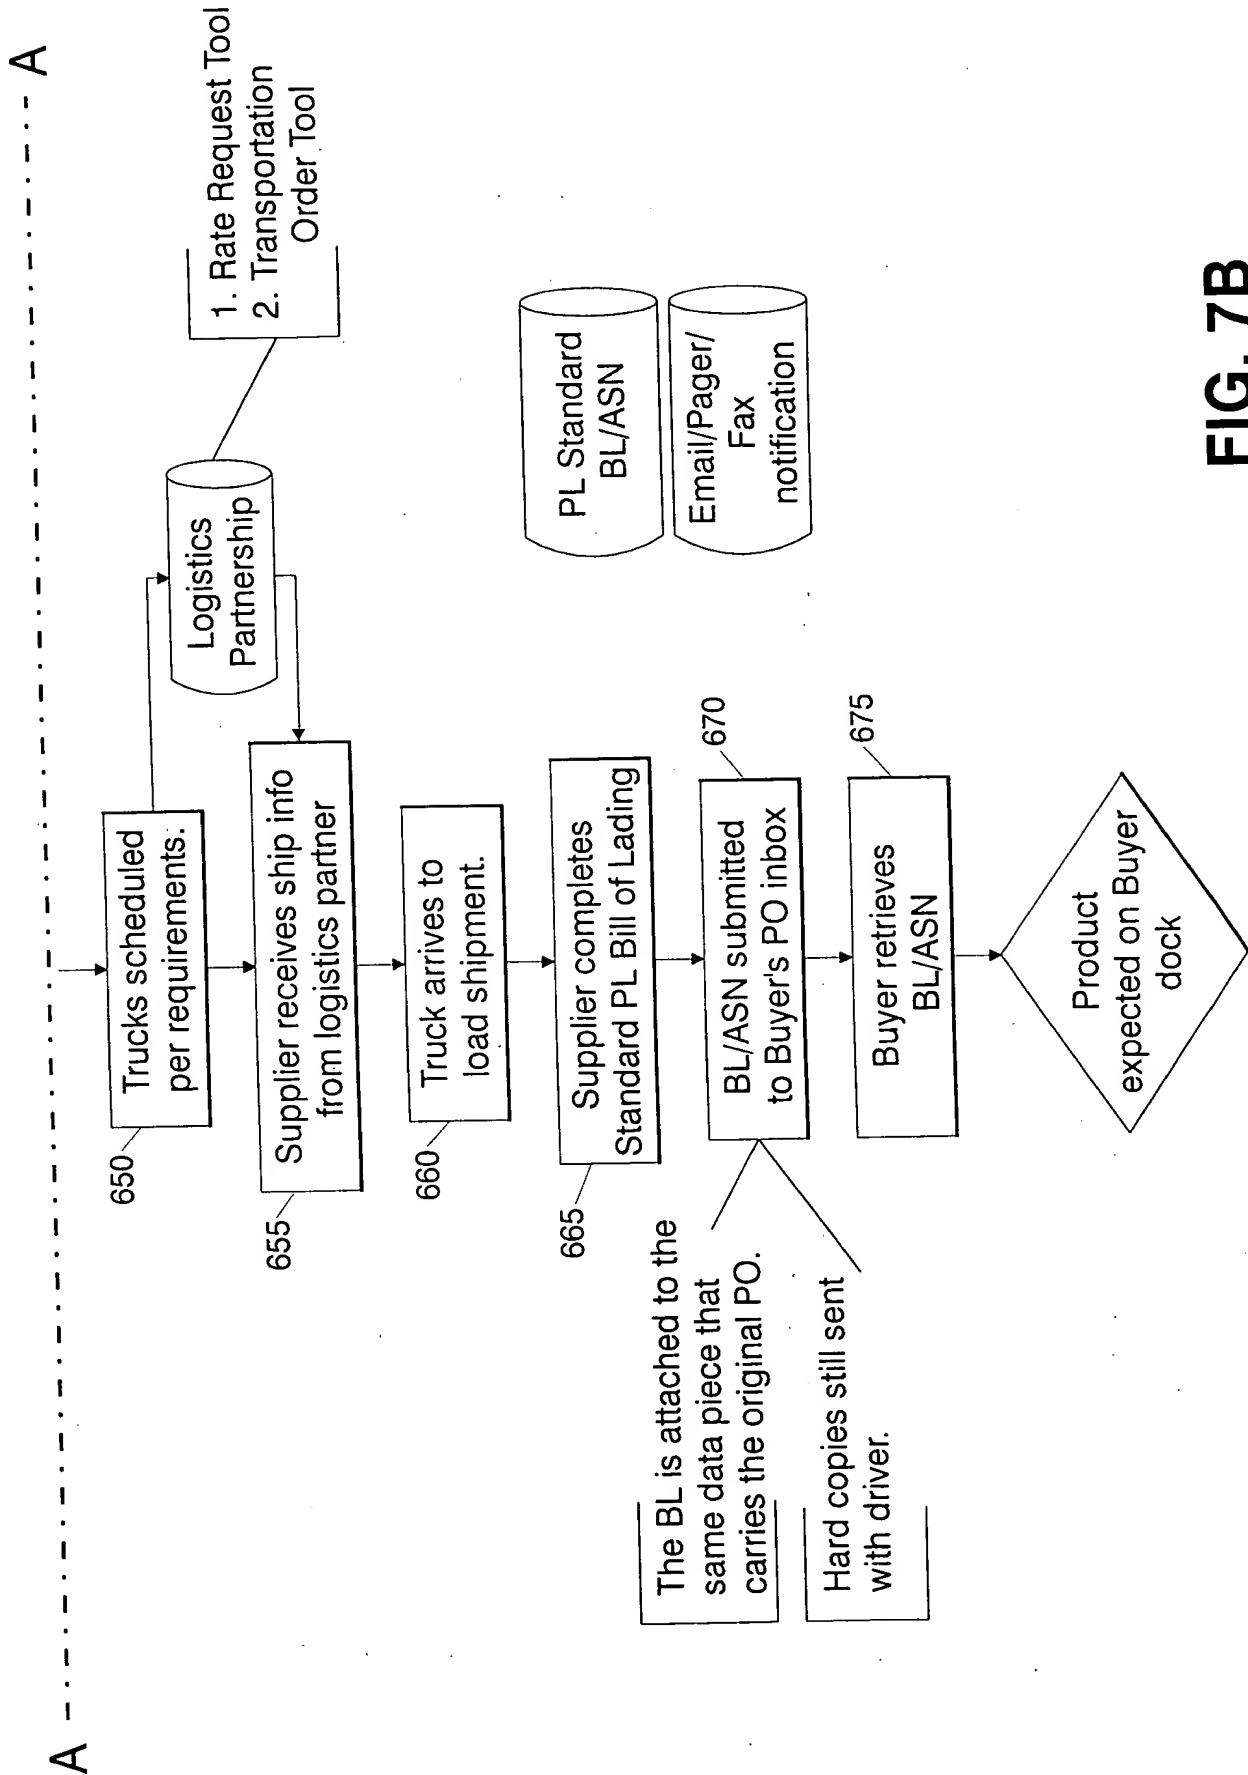 A
A
650
Trucks scheduled
per requirements.
Logistics
Partnership
1. Rate Request Tool
2. Transportation
Order Tool
655
Supplier receives ship info
from logistics partner
660
Truck arrives to
load shipment.
665
Supplier completes
Standard PL Bill of Lading
PL Standard
BL/ASN
Email/Pager/
Fax
notification
The BL is attached to the
same data piece that
carries the original PO.
Hard copies still sent
with driver.
670
BL/ASN submitted
to Buyer's PO inbox
675
Buyer retrieves
BL/ASN
Product
expected on Buyer
dock
FIG. 7B